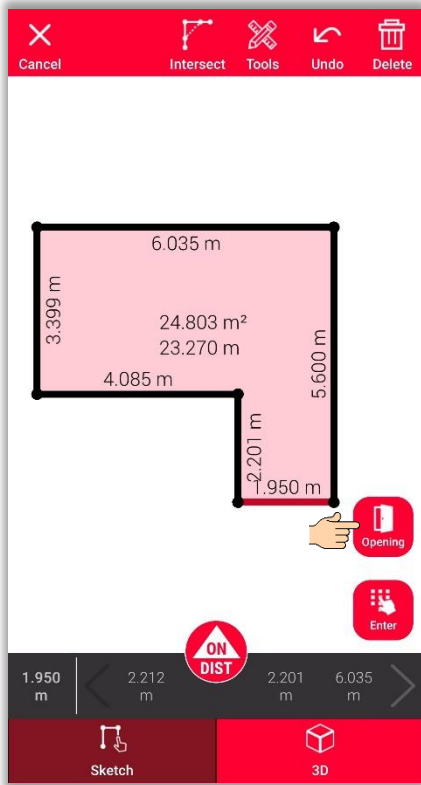 Cancel
Intersect
Tools
Undo
Delete
6.035 m
3.399 m
24.803 m²
23.270 m
5.600 m
4.085 m
2.201 m
1.950 m
Opening
Enter
ON
DIST
1.950 m
2.212 m
2.201 m
6.035 m
Sketch
3D